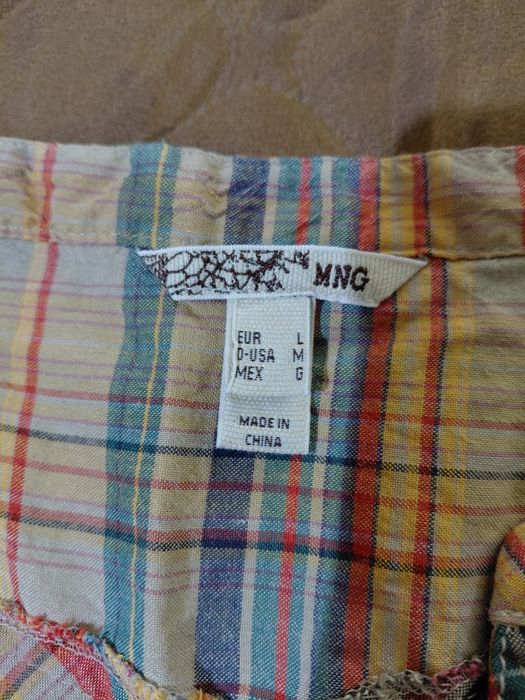 MNG
EUR L
D-USA M
MEX G
MADE IN
CHINA